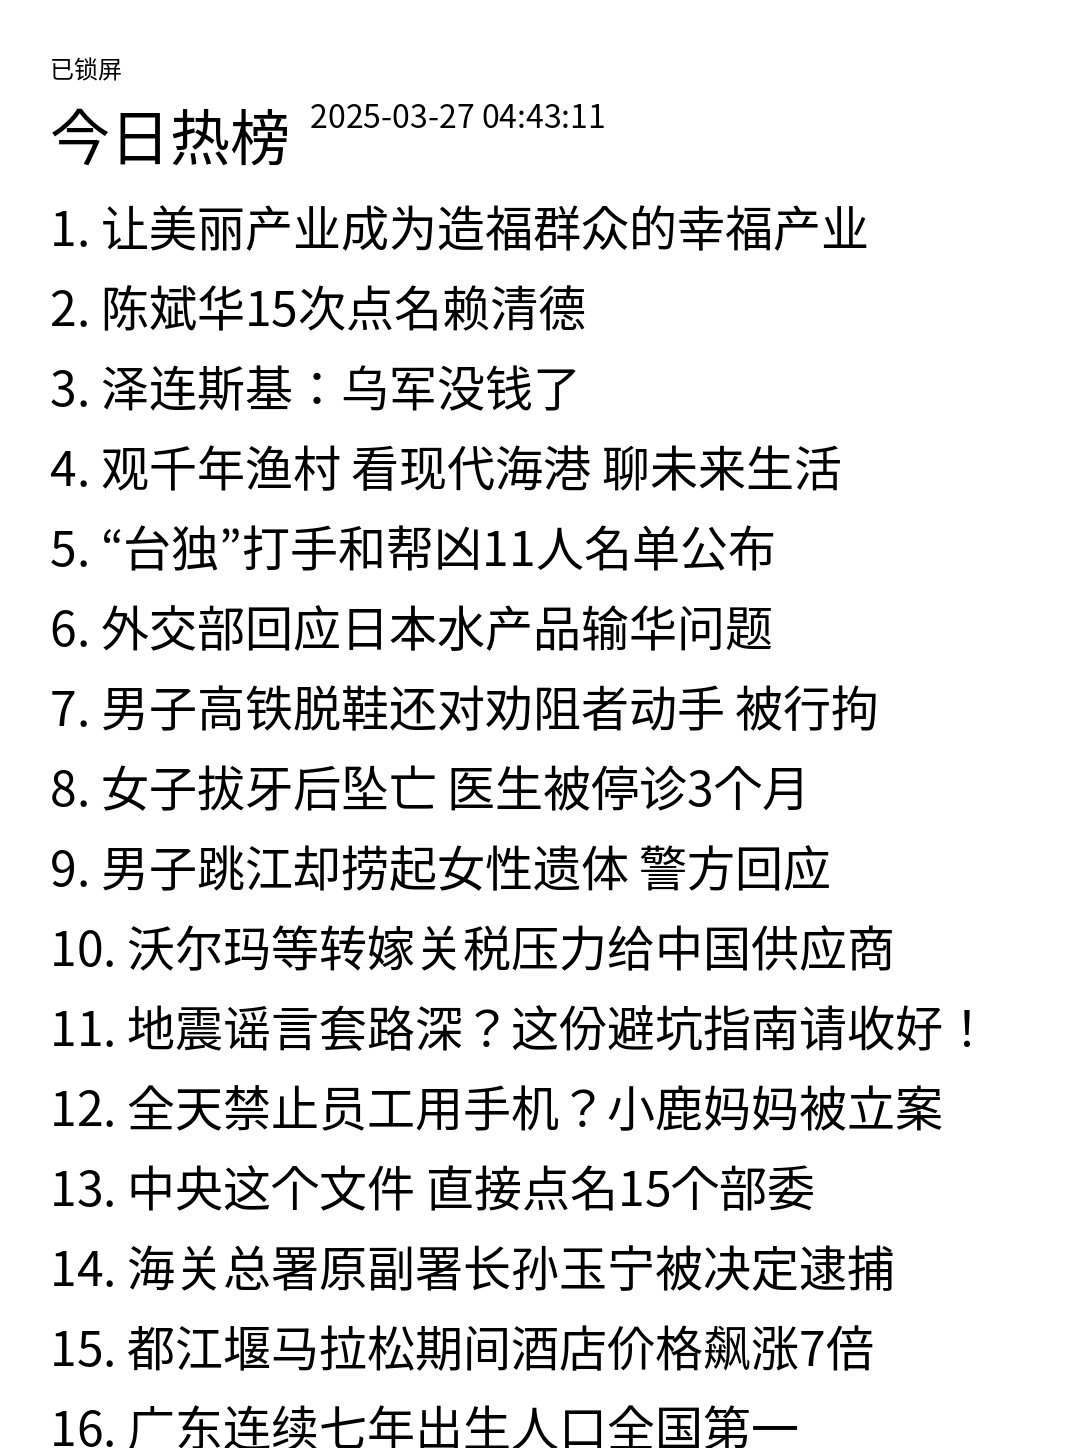 已锁屏
今日热榜 2025-03-27 04:43:11
1. 让美丽产业成为造福群众的幸福产业
2. 陈斌华15次点名赖清德
3. 泽连斯基：乌军没钱了
4. 观千年渔村 看现代海港 聊未来生活
5. “台独”打手和帮凶11人名单公布
6. 外交部回应日本水产品输华问题
7. 男子高铁脱鞋还对劝阻者动手 被行拘
8. 女子拔牙后坠亡 医生被停诊3个月
9. 男子跳江却捞起女性遗体 警方回应
10. 沃尔玛等转嫁关税压力给中国供应商
11. 地震谣言套路深？这份避坑指南请收好！
12. 全天禁止员工用手机？小鹿妈妈被立案
13. 中央这个文件 直接点名15个部委
14. 海关总署原副署长孙玉宁被决定逮捕
15. 都江堰马拉松期间酒店价格飙涨7倍
16. 广东连续七年出生人口全国第一